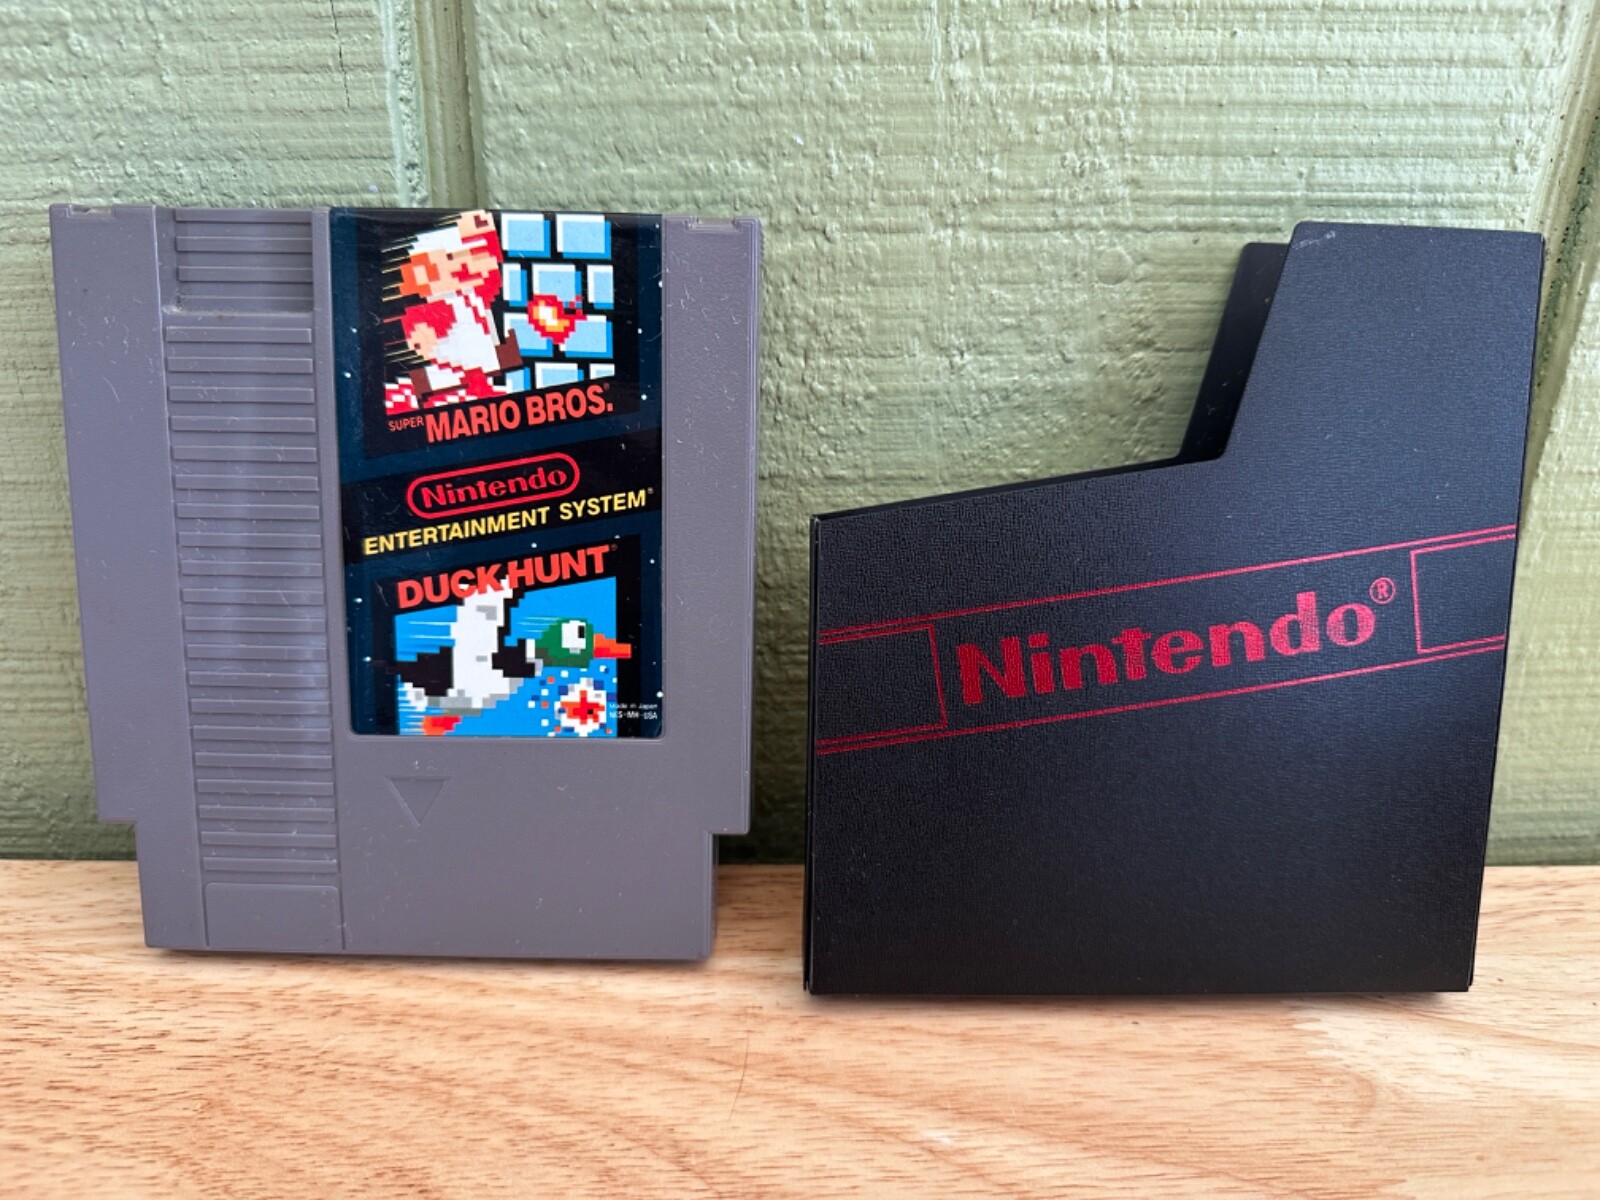 SUPER MARIO BROS.®
Nintendo
ENTERTAINMENT SYSTEM®
DUCK HUNT
Made in Japan
NES-MH-USA
Nintendo®